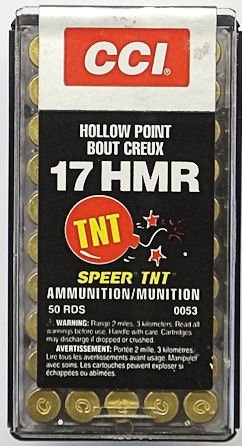 CCI®
HOLLOW POINT
BOUT CREUX
17 HMR
TNT
SPEER TNT
AMMUNITION/MUNITION
50 RDS 0053
WARNING: Range 2 miles, 3 kilometers. Read all
warnings before use. Handle with care. Cartridges
may discharge if dropped or crushed.
AVERTISSEMENT: Portée 2 mille, 3 kilomètres.
Lire tous les avertissements avant usage. Manipuler
avec soins. Les cartouches peuvent exploser si
échappées ou abimées.
C
C